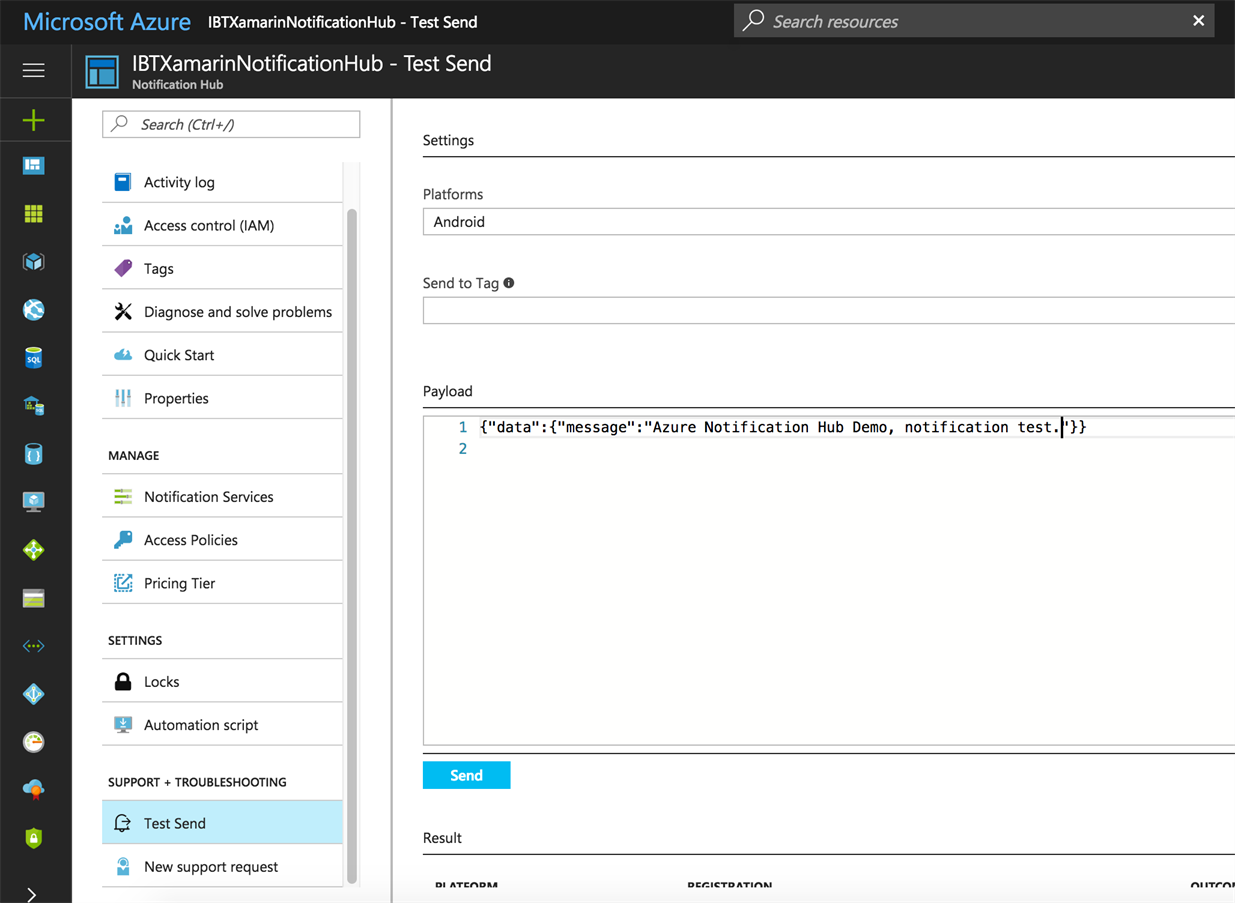 Microsoft Azure IBTXamarinNotificationHub - Test Send
Search resources
IBTXamarinNotificationHub - Test Send
Notification Hub
Search (Ctrl+/)
Activity log
Access control (IAM)
Tags
Diagnose and solve problems
Quick Start
Properties
MANAGE
Notification Services
Access Policies
Pricing Tier
SETTINGS
Locks
Automation script
SUPPORT + TROUBLESHOOTING
Test Send
New support request
Settings
Platforms
Android
Send to Tag
Payload
1 {"data":{"message":"Azure Notification Hub Demo, notification test."}}
2
Send
Result
PLATFORM REGISTRATION OUTCO
SQL